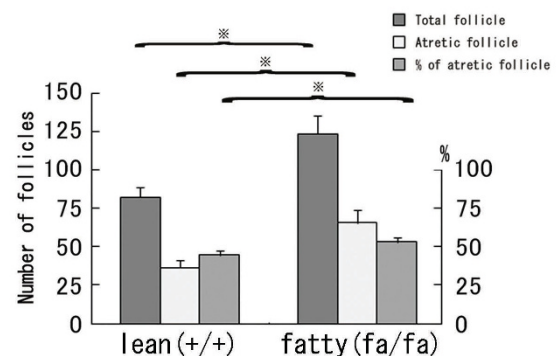 Total follicle
Atretic follicle
% of atretic follicle
※
※
※
Number of follicles
150
125
100
75
50
25
0
%
100
75
50
25
0
lean(+/+)
fatty(fa/fa)